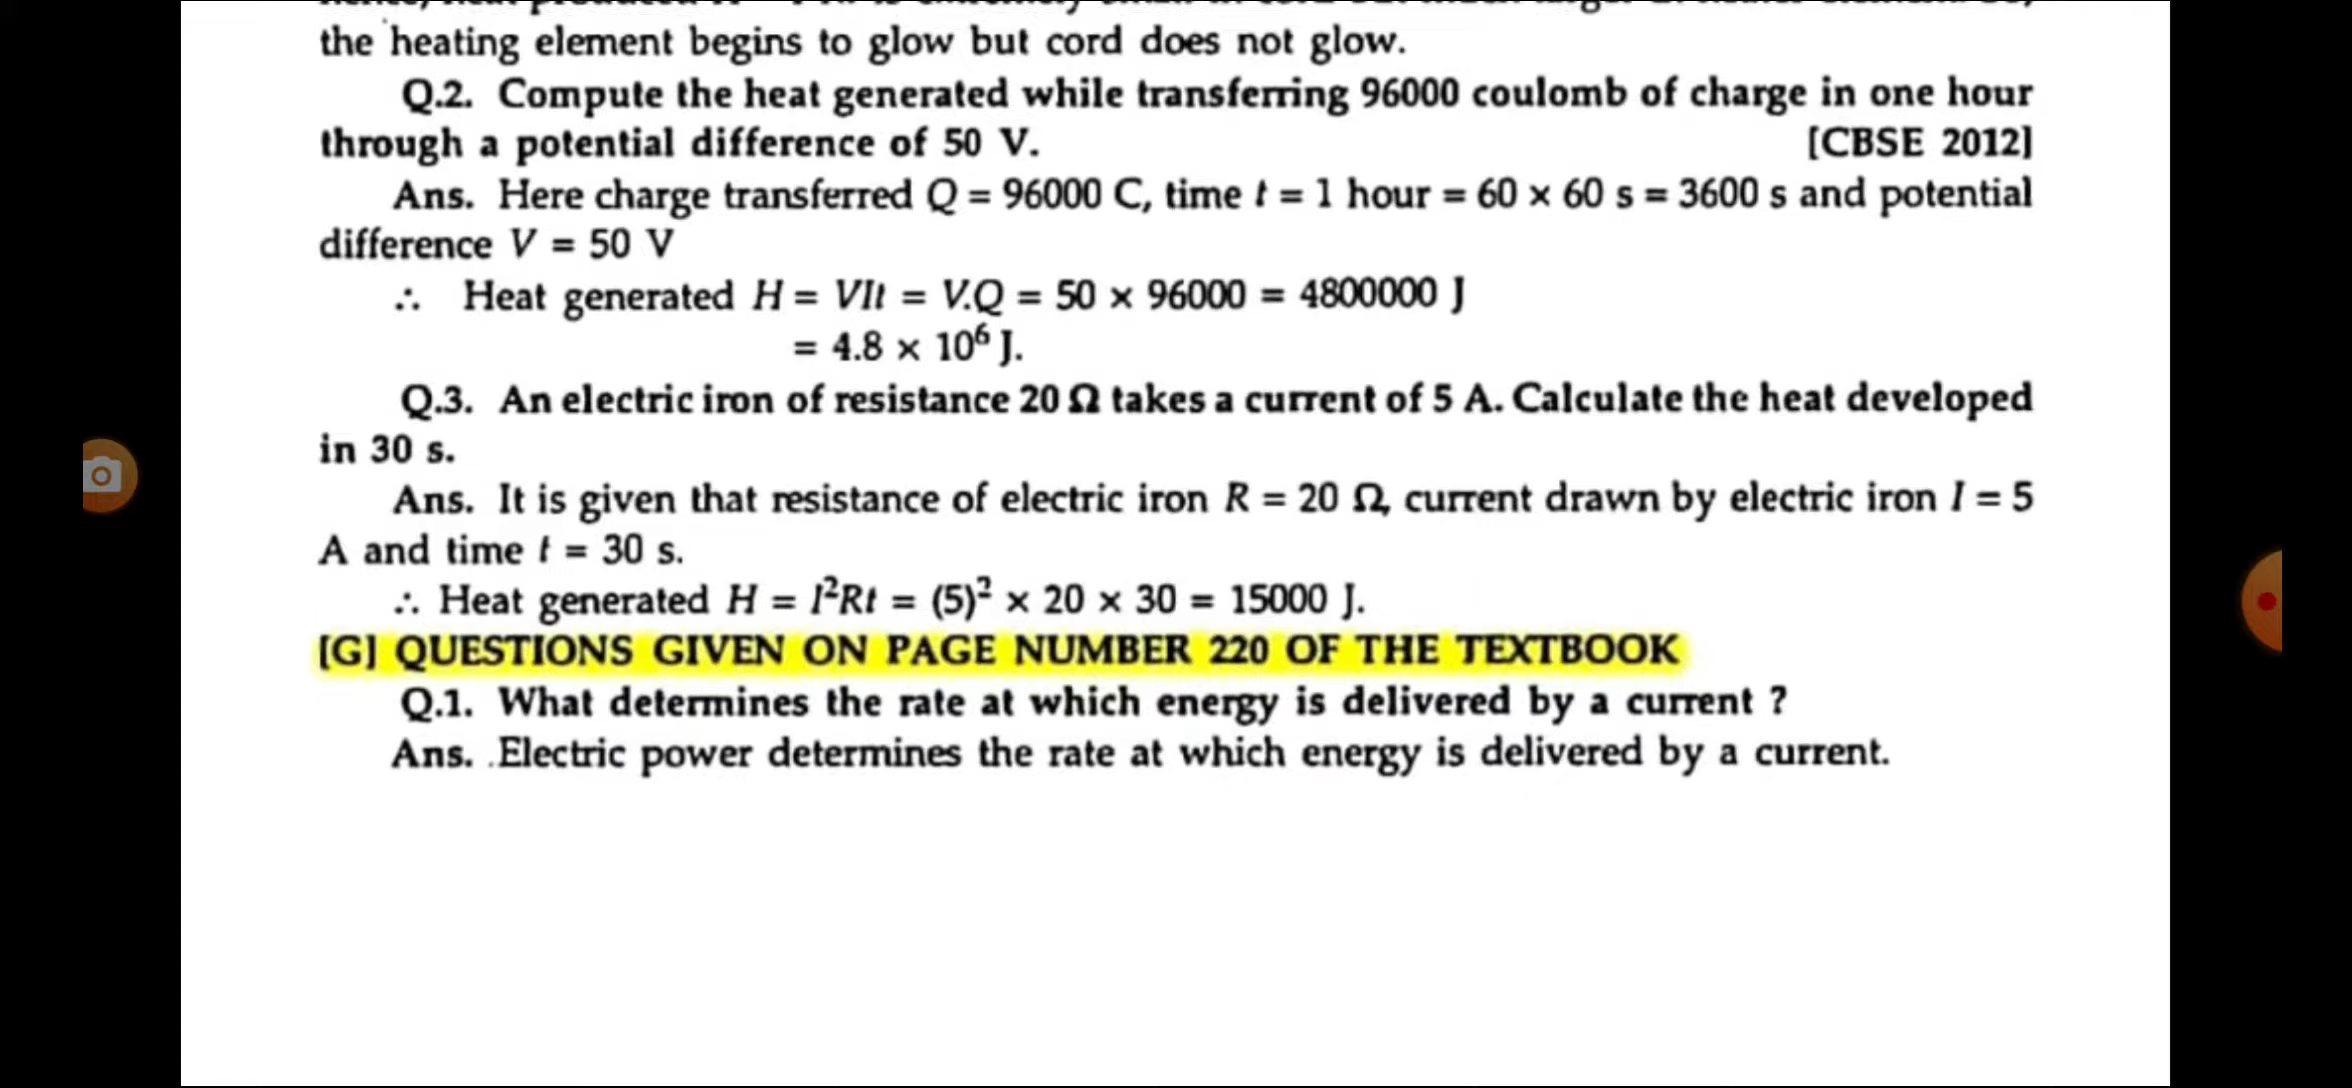 the heating element begins to glow but cord does not glow.
Q.2. Compute the heat generated while transferring 96000 coulomb of charge in one hour
through a potential difference of 50 V. [CBSE 2012]
Ans. Here charge transferred Q = 96000 C, time t = 1 hour = 60 × 60 s = 3600 s and potential
difference V = 50 V
∴ Heat generated H = VIt = V.Q = 50 × 96000 = 4800000 J
= 4.8 × 10⁶ J.
Q.3. An electric iron of resistance 20 Ω takes a current of 5 A. Calculate the heat developed
in 30 s.
Ans. It is given that resistance of electric iron R = 20 Ω, current drawn by electric iron I = 5
A and time t = 30 s.
∴ Heat generated H = I²Rt = (5)² × 20 × 30 = 15000 J.
[G] QUESTIONS GIVEN ON PAGE NUMBER 220 OF THE TEXTBOOK
Q.1. What determines the rate at which energy is delivered by a current ?
Ans. .Electric power determines the rate at which energy is delivered by a current.